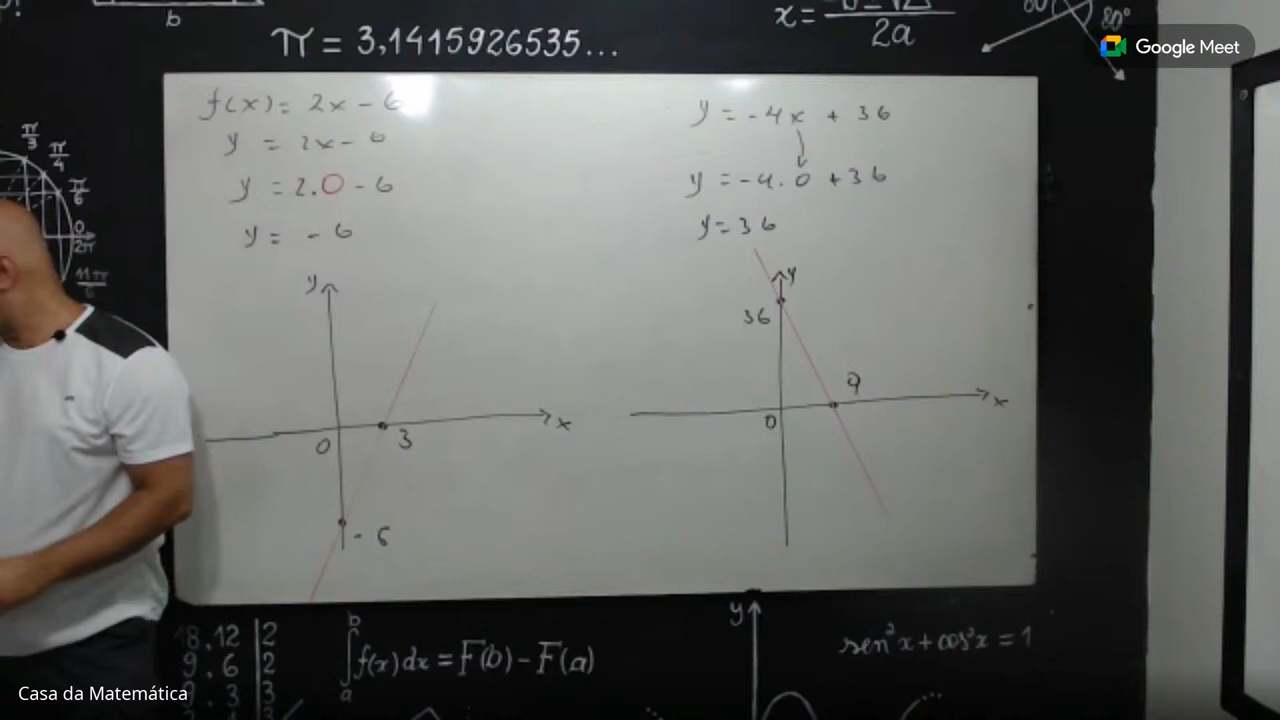 b
π = 3,1415926535...
x =
2a
80°
Google Meet
f(x) = 2x - 6
y = 2x - 6
y = 2.0 - 6
y = - 6
y
x
0
3
- 6
y = -4x + 36
y = -4.0 + 36
y = 36
y
36
9
0
x
π/3
π/4
π/6
0
2π
11π/6
18,12 | 2
9, 6 | 2
3 | 3
∫ₐᵇ f(x)dx = F(b) - F(a)
y
sen²x + cos²x = 1
Casa da Matemática